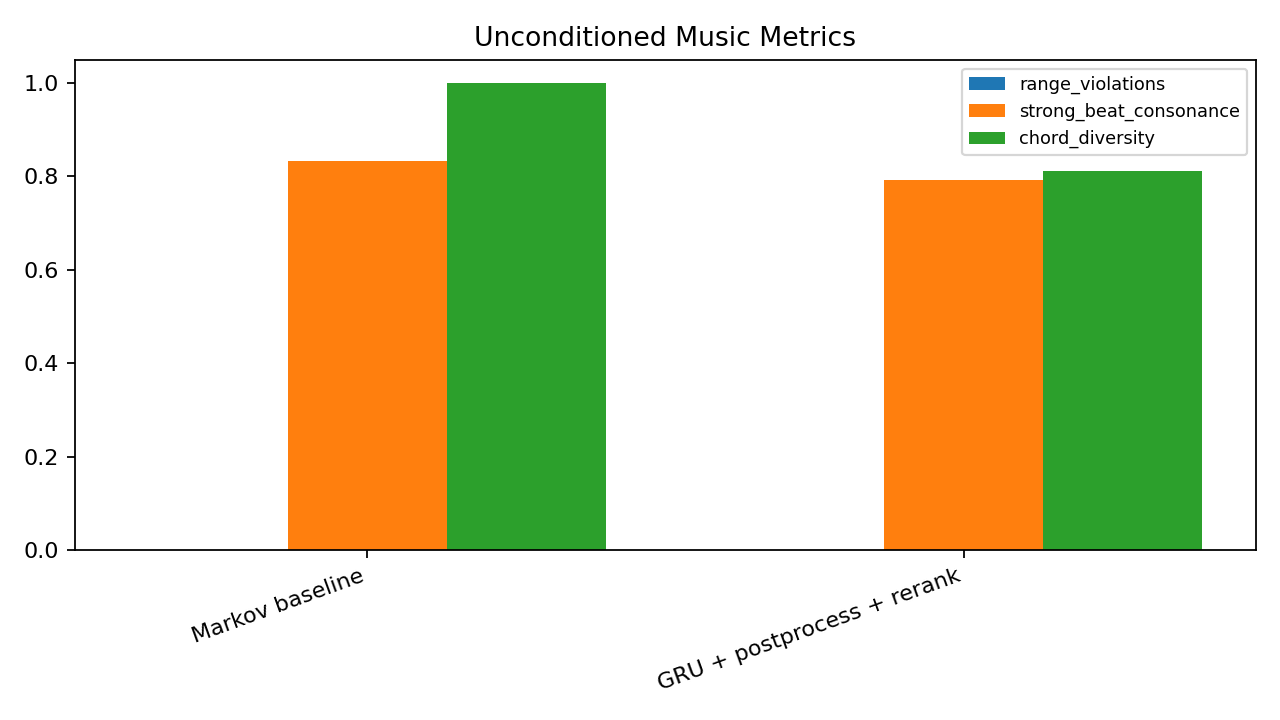 Unconditioned Music Metrics
range_violations
strong_beat_consonance
chord_diversity
1.0
0.8
0.6
0.4
0.2
0.0
Markov baseline
GRU + postprocess + rerank